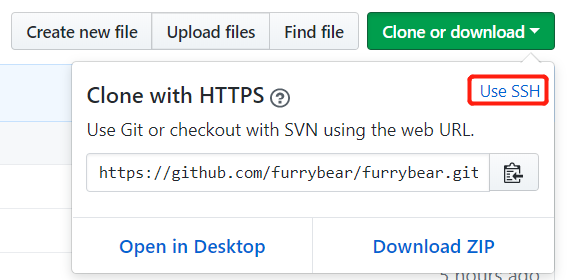 Create new file Upload files Find file Clone or download
Clone with HTTPS ? Use SSH
Use Git or checkout with SVN using the web URL.
https://github.com/furrybear/furrybear.git
Open in Desktop Download ZIP
5 hours ago